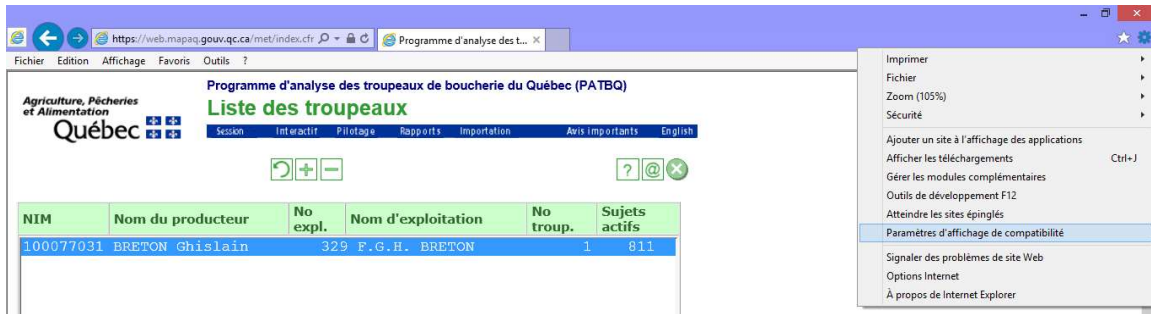 https://web.mapaq.gouv.qc.ca/met/index.cfr
Programme d'analyse des t...
Fichier Edition Affichage Favoris Outils ?
Agriculture, Pêcheries
et Alimentation
Québec
Programme d'analyse des troupeaux de boucherie du Québec (PATBQ)
Liste des troupeaux
Session Interactif Pilotage Rapports Importation Avis importants English
? @
NIM Nom du producteur No expl. Nom d'exploitation No troup. Sujets actifs
100077031 BRETON Ghislain 329 F.G.H. BRETON 1 811
Imprimer
Fichier
Zoom (105%)
Sécurité
Ajouter un site à l'affichage des applications
Afficher les téléchargements Ctrl+J
Gérer les modules complémentaires
Outils de développement F12
Atteindre les sites épinglés
Paramètres d'affichage de compatibilité
Signaler des problèmes de site Web
Options Internet
À propos de Internet Explorer